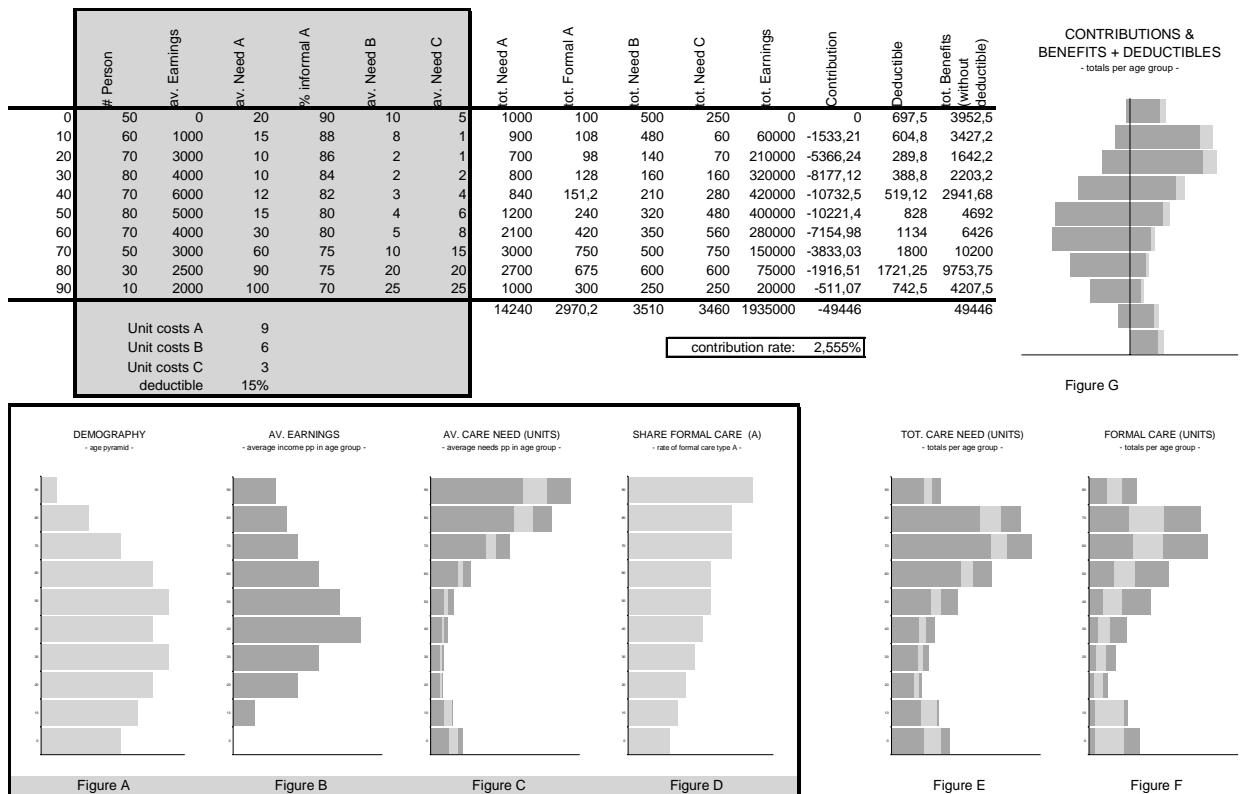 # Person av. Earnings av. Need A % informal A av. Need B av. Need C tot. Need A tot. Formal A tot. Need B tot. Need C tot. Earnings Contribution Deductible tot. Benefits (without deductible)
0 50 0 20 90 10 5 1000 100 500 250 0 0 697,5 3952,5
10 60 1000 15 88 8 1 900 108 480 60 60000 -1533,21 604,8 3427,2
20 70 3000 10 86 2 1 700 98 140 70 210000 -5366,24 289,8 1642,2
30 80 4000 10 84 2 2 800 128 160 160 320000 -8177,12 388,8 2203,2
40 70 6000 12 82 3 4 840 151,2 210 280 420000 -10732,5 519,12 2941,68
50 80 5000 15 80 4 6 1200 240 320 480 400000 -10221,4 828 4692
60 70 4000 30 80 5 8 2100 420 350 560 280000 -7154,98 1134 6426
70 50 3000 60 75 10 15 3000 750 500 750 150000 -3833,03 1800 10200
80 30 2500 90 75 20 20 2700 675 600 600 75000 -1916,51 1721,25 9753,75
90 10 2000 100 70 25 25 1000 300 250 250 20000 -511,07 742,5 4207,5
14240 2970,2 3510 3460 1935000 -49446 49446
Unit costs A 9
Unit costs B 6
Unit costs C 3
deductible 15%
contribution rate: 2,555%
CONTRIBUTIONS &
BENEFITS + DEDUCTIBLES
- totals per age group -
Figure G
DEMOGRAPHY
- age pyramid -
Figure A
AV. EARNINGS
- average income pp in age group -
Figure B
AV. CARE NEED (UNITS)
- average needs pp in age group -
Figure C
SHARE FORMAL CARE (A)
- rate of formal care type A -
Figure D
TOT. CARE NEED (UNITS)
- totals per age group -
Figure E
FORMAL CARE (UNITS)
- totals per age group -
Figure F